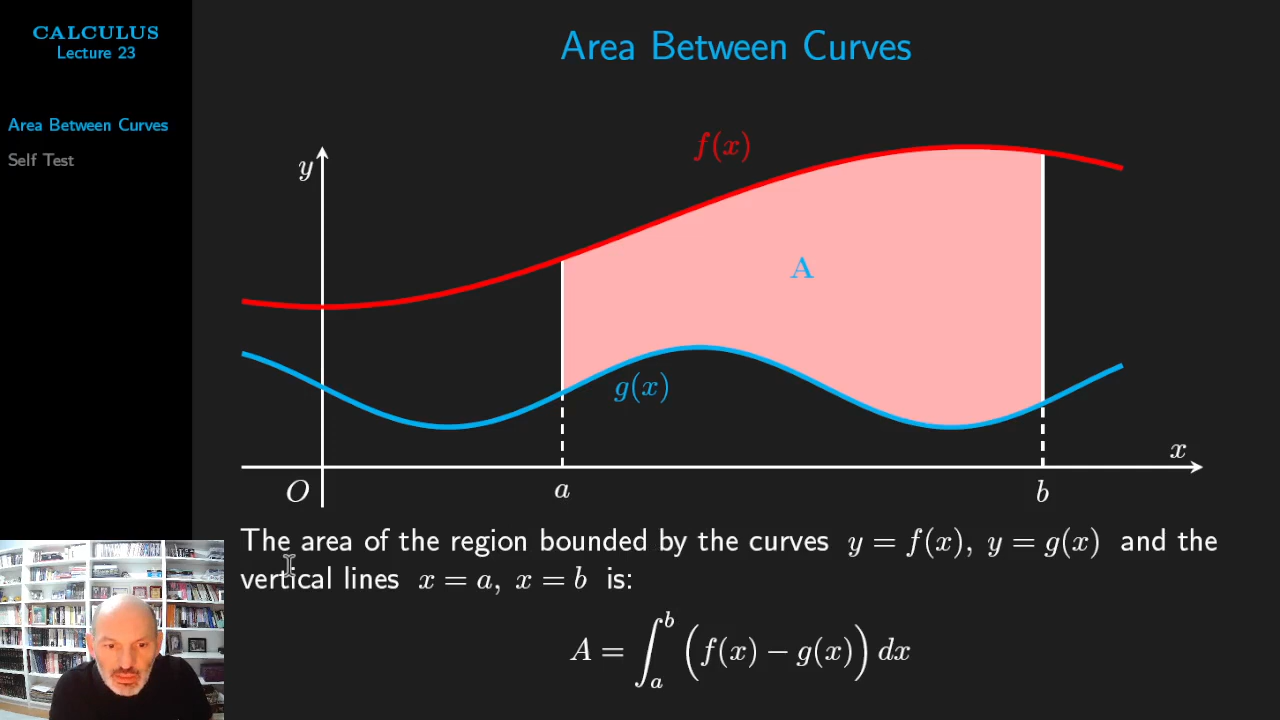 CALCULUS
Lecture 23
Area Between Curves
Self Test
Area Between Curves
f(x)
y
A
g(x)
x
O
a
b
The area of the region bounded by the curves y = f(x), y = g(x) and the
vertical lines x = a, x = b is:
A = ∫_a^b (f(x) − g(x)) dx